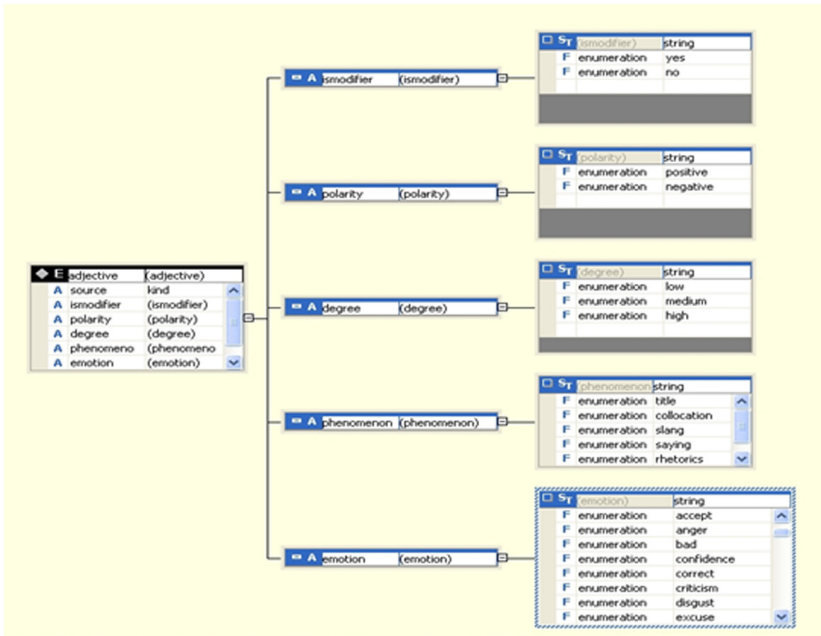 ismodifier (ismodifier)
ST (ismodifier) string
F enumeration yes
F enumeration no
A ismodifier (ismodifier)
ST (polarity) string
F enumeration positive
F enumeration negative
A polarity (polarity)
E adjective (adjective)
A source kind
A ismodifier (ismodifier)
A polarity (polarity)
A degree (degree)
A phenomeno (phenomeno
A emotion (emotion)
ST (degree) string
F enumeration low
F enumeration medium
F enumeration high
A degree (degree)
ST (phenomenon string
F enumeration title
F enumeration collocation
F enumeration slang
F enumeration saying
F enumeration rhetorics
A phenomenon (phenomenon)
ST (emotion) string
F enumeration accept
F enumeration anger
F enumeration bad
F enumeration confidence
F enumeration correct
F enumeration criticism
F enumeration disgust
F enumeration excuse
A emotion (emotion)